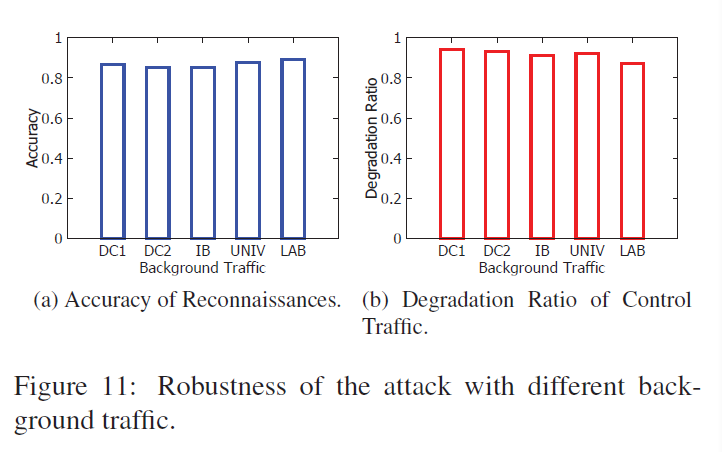 1
0.8
0.6
0.4
0.2
0
Accuracy
DC1 DC2 IB UNIV LAB
Background Traffic
(a) Accuracy of Reconnaissances.
1
0.8
0.6
0.4
0.2
0
Degradation Ratio
DC1 DC2 IB UNIV LAB
Background Traffic
(b) Degradation Ratio of Control
Traffic.
Figure 11: Robustness of the attack with different back-
ground traffic.